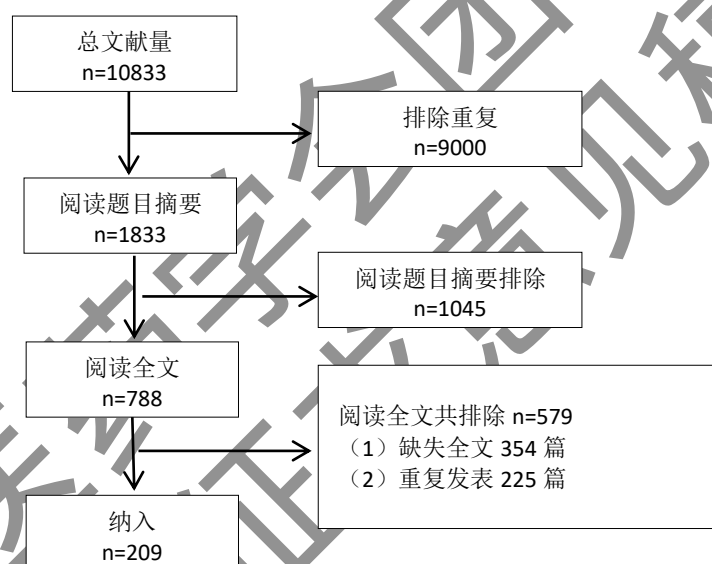 总文献量
n=10833
排除重复
n=9000
阅读题目摘要
n=1833
阅读题目摘要排除
n=1045
阅读全文
n=788
阅读全文共排除 n=579
（1）缺失全文 354 篇
（2）重复发表 225 篇
纳入
n=209